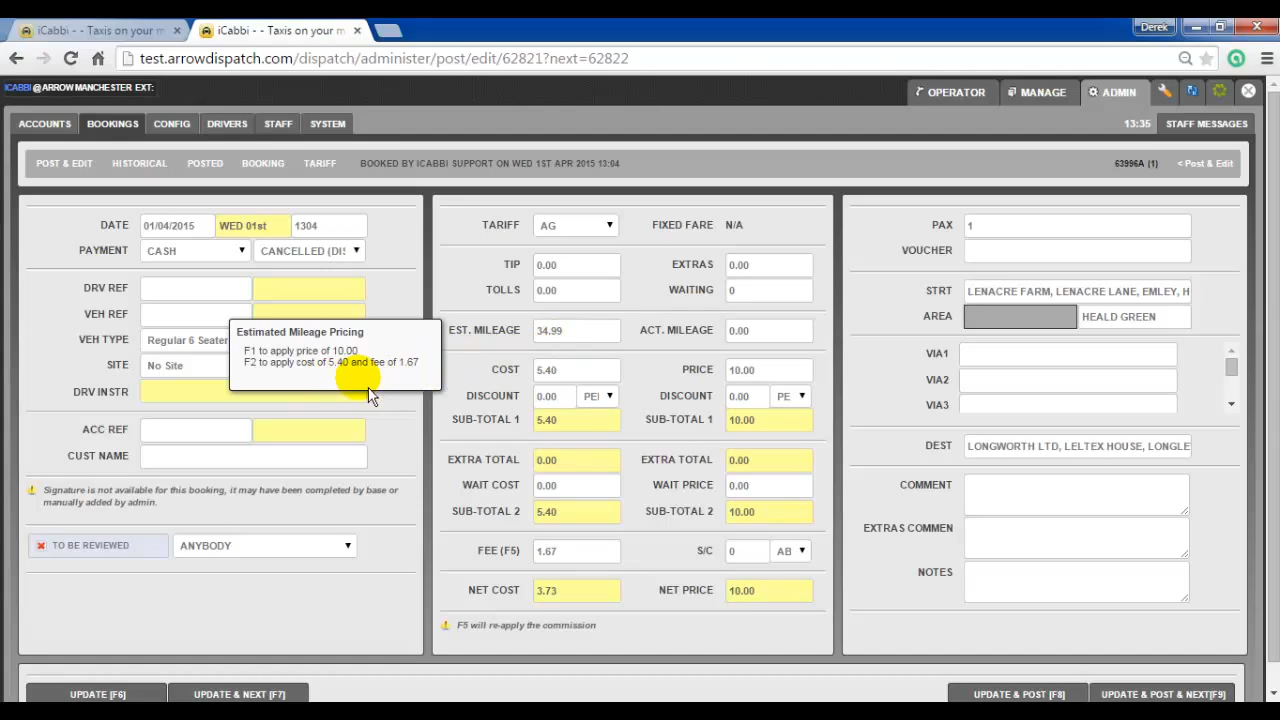 iCabbi - - Taxis on your m
iCabbi - - Taxis on your m
Derek
test.arrowdispatch.com/dispatch/administer/post/edit/62821?next=62822
ICABBI @ARROW MANCHESTER EXT:
OPERATOR
MANAGE
ADMIN
ACCOUNTS
BOOKINGS
CONFIG
DRIVERS
STAFF
SYSTEM
13:35
STAFF MESSAGES
POST & EDIT
HISTORICAL
POSTED
BOOKING
TARIFF
BOOKED BY ICABBI SUPPORT ON WED 1ST APR 2015 13:04
63996A (1)
< Post & Edit
DATE 01/04/2015 WED 01st 1304
PAYMENT CASH CANCELLED (DIS
DRV REF
VEH REF
VEH TYPE Regular 6 Seater
SITE No Site
DRV INSTR
Estimated Mileage Pricing
F1 to apply price of 10.00
F2 to apply cost of 5.40 and fee of 1.67
ACC REF
CUST NAME
Signature is not available for this booking, it may have been completed by base or
manually added by admin.
TO BE REVIEWED ANYBODY
TARIFF AG FIXED FARE N/A
TIP 0.00 EXTRAS 0.00
TOLLS 0.00 WAITING 0
EST. MILEAGE 34.99 ACT. MILEAGE 0.00
COST 5.40 PRICE 10.00
DISCOUNT 0.00 PEI DISCOUNT 0.00 PE
SUB-TOTAL 1 5.40 SUB-TOTAL 1 10.00
EXTRA TOTAL 0.00 EXTRA TOTAL 0.00
WAIT COST 0.00 WAIT PRICE 0.00
SUB-TOTAL 2 5.40 SUB-TOTAL 2 10.00
FEE (F5) 1.67 S/C 0 AB
NET COST 3.73 NET PRICE 10.00
F5 will re-apply the commission
PAX 1
VOUCHER
STRT LENACRE FARM, LENACRE LANE, EMLEY, H
AREA HEALD GREEN
VIA1
VIA2
VIA3
DEST LONGWORTH LTD, LELTEX HOUSE, LONGLE
COMMENT
EXTRAS COMMEN
NOTES
UPDATE [F6]
UPDATE & NEXT [F7]
UPDATE & POST [F8]
UPDATE & POST & NEXT[F9]